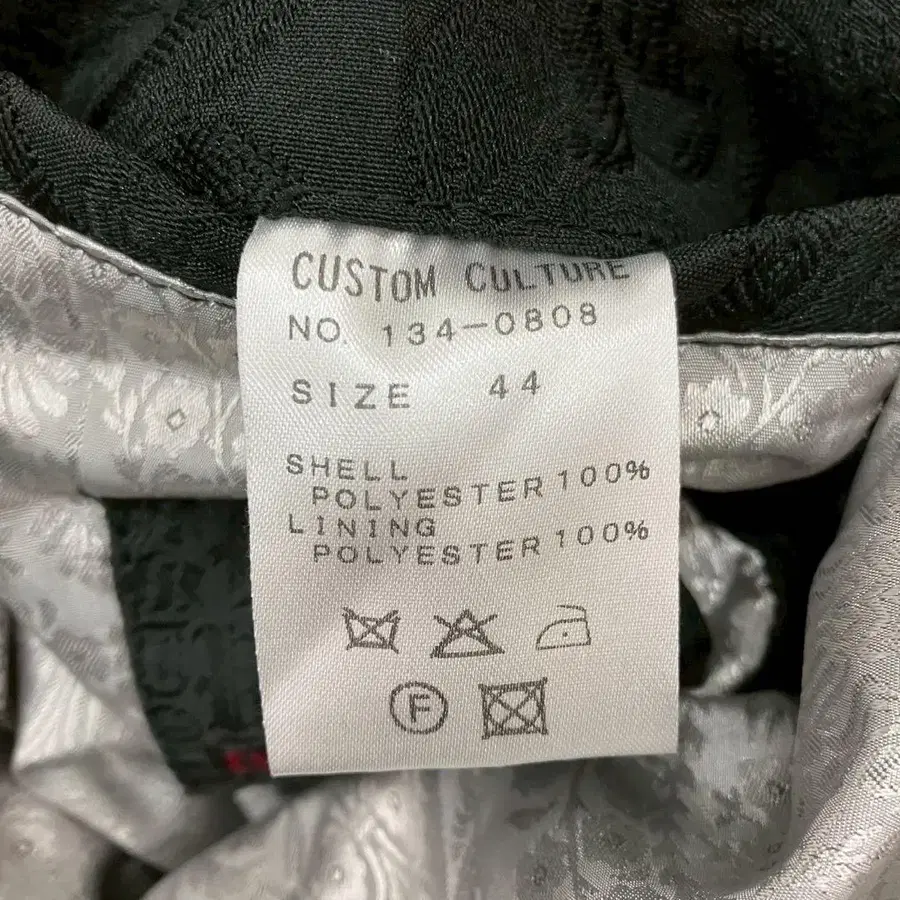 CUSTOM CULTURE
NO. 134-0808
SIZE 44
SHELL
POLYESTER 100%
LINING
POLYESTER 100%
F